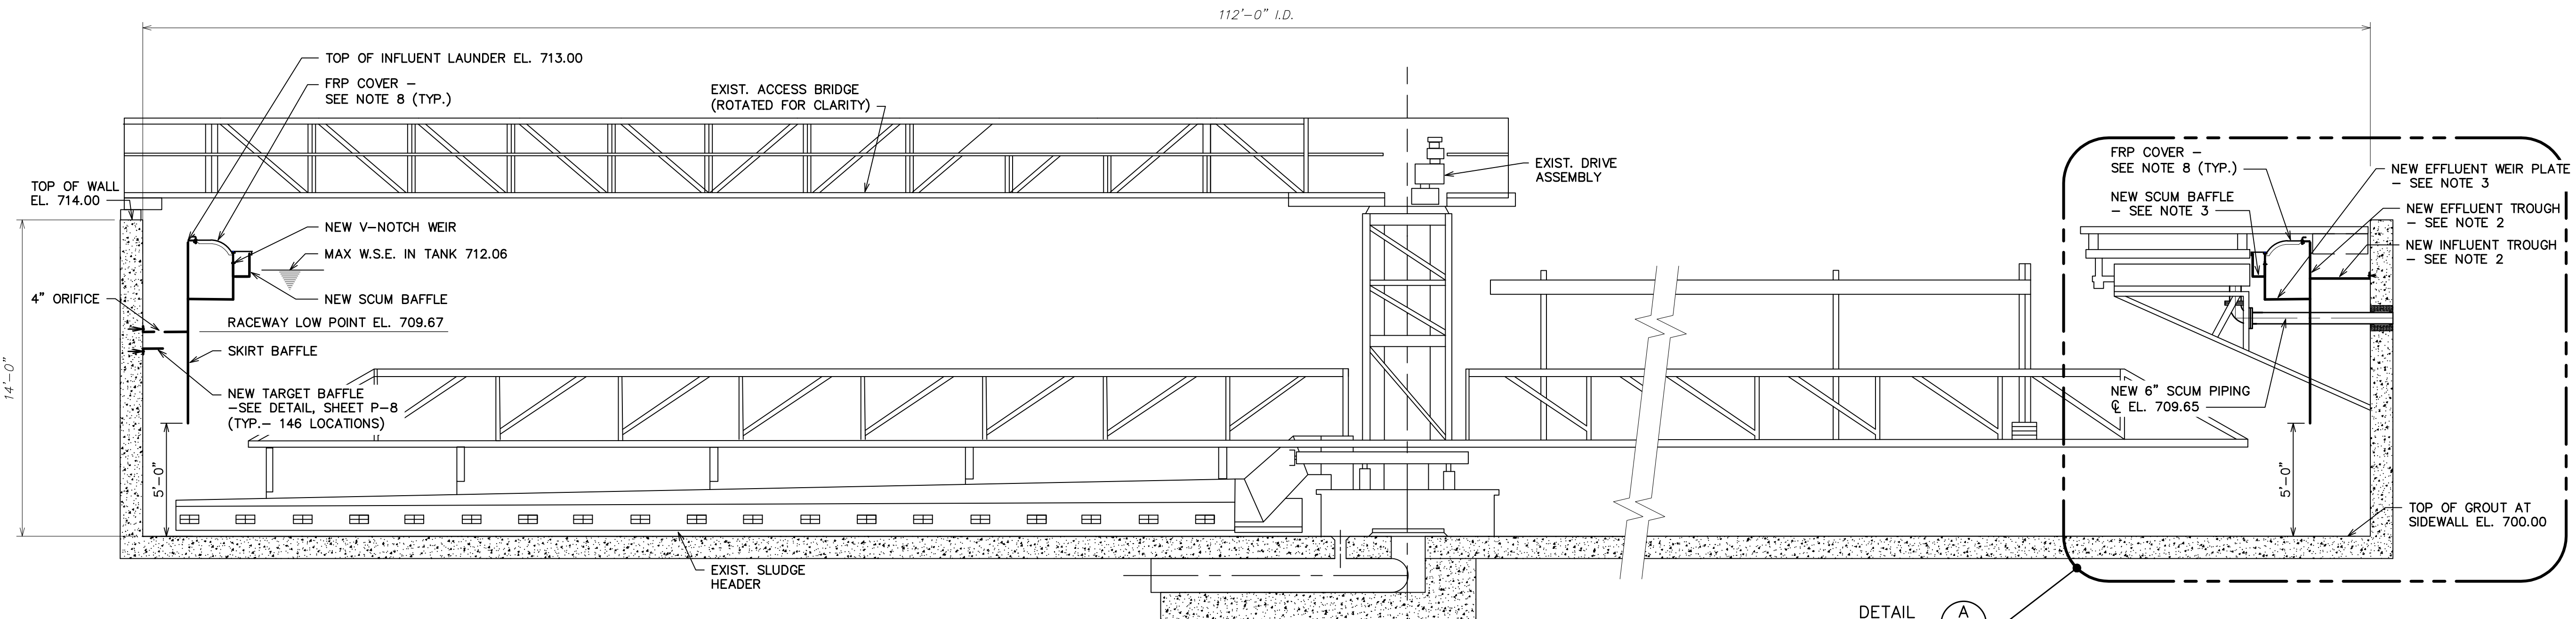 112'-0" I.D.
TOP OF INFLUENT LAUNDER EL. 713.00
FRP COVER -
SEE NOTE 8 (TYP.)
EXIST. ACCESS BRIDGE
(ROTATED FOR CLARITY)
EXIST. DRIVE
ASSEMBLY
TOP OF WALL
EL. 714.00
NEW V-NOTCH WEIR
MAX W.S.E. IN TANK 712.06
NEW SCUM BAFFLE
4" ORIFICE
RACEWAY LOW POINT EL. 709.67
SKIRT BAFFLE
NEW TARGET BAFFLE
-SEE DETAIL, SHEET P-8
(TYP.- 146 LOCATIONS)
14'-0"
5'-0"
EXIST. SLUDGE
HEADER
FRP COVER -
SEE NOTE 8 (TYP.)
NEW SCUM BAFFLE
- SEE NOTE 3
NEW EFFLUENT WEIR PLATE
- SEE NOTE 3
NEW EFFLUENT TROUGH
- SEE NOTE 2
NEW INFLUENT TROUGH
- SEE NOTE 2
NEW 6" SCUM PIPING
℄ EL. 709.65
5'-0"
TOP OF GROUT AT
SIDEWALL EL. 700.00
DETAIL A